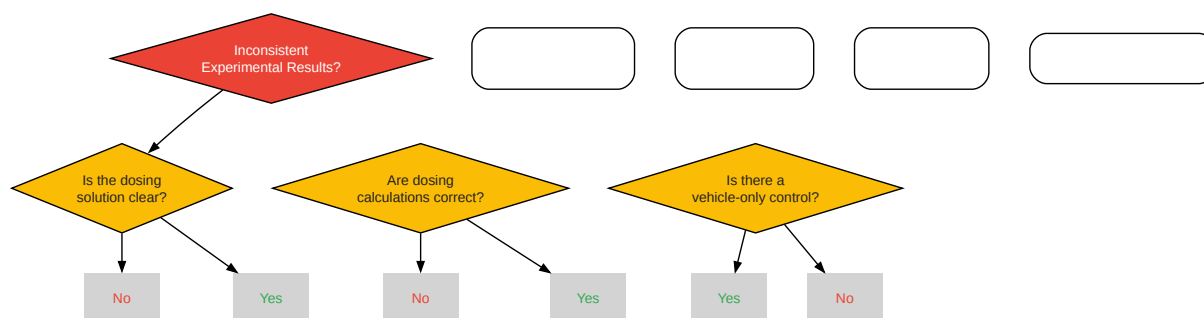 Inconsistent
Experimental Results?
Is the dosing
solution clear?
Are dosing
calculations correct?
Is there a
vehicle-only control?
No
Yes
No
Yes
Yes
No